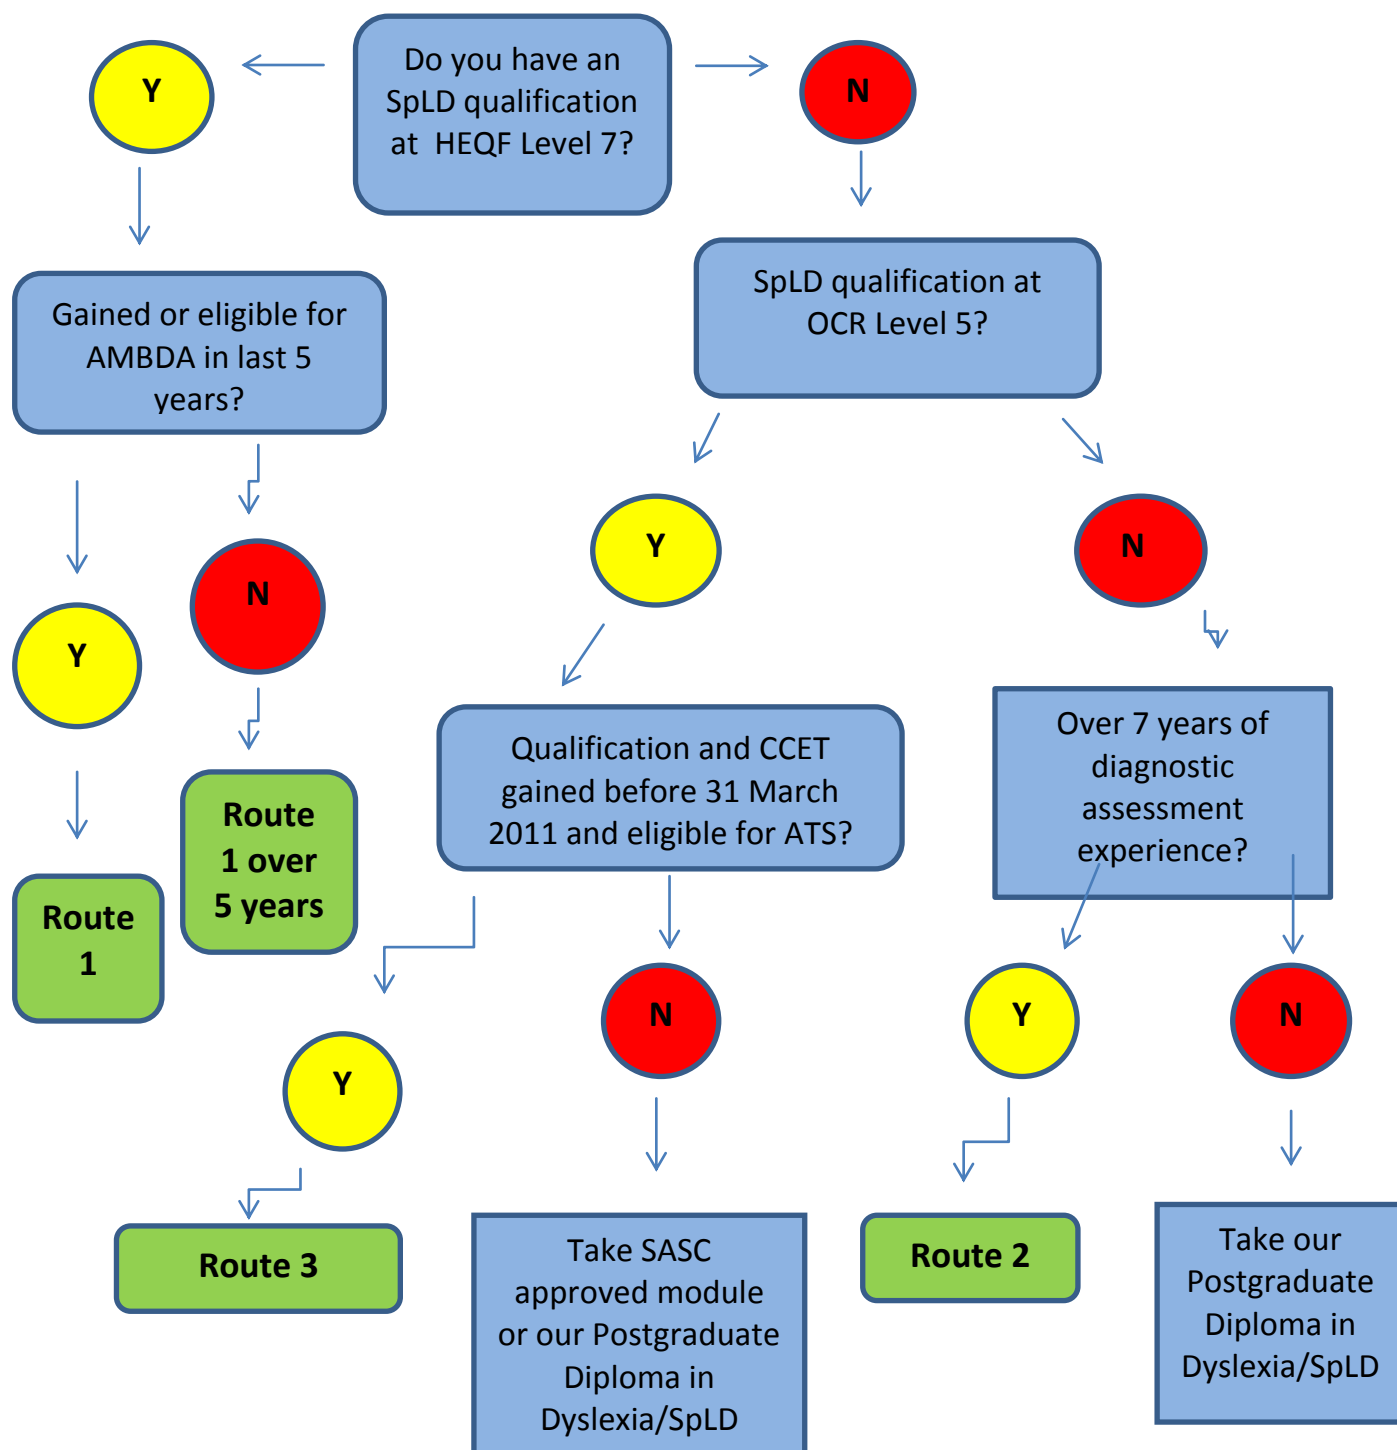 Do you have an
SpLD qualification
at HEQF Level 7?
Y
N
Gained or eligible for
AMBDA in last 5
years?
SpLD qualification at
OCR Level 5?
Y
N
Y
N
Qualification and CCET
gained before 31 March
2011 and eligible for ATS?
Over 7 years of
diagnostic
assessment
experience?
Route
1
Route
1 over
5 years
Y
N
Y
N
Route 3
Take SASC
approved module
or our Postgraduate
Diploma in
Dyslexia/SpLD
Route 2
Take our
Postgraduate
Diploma in
Dyslexia/SpLD